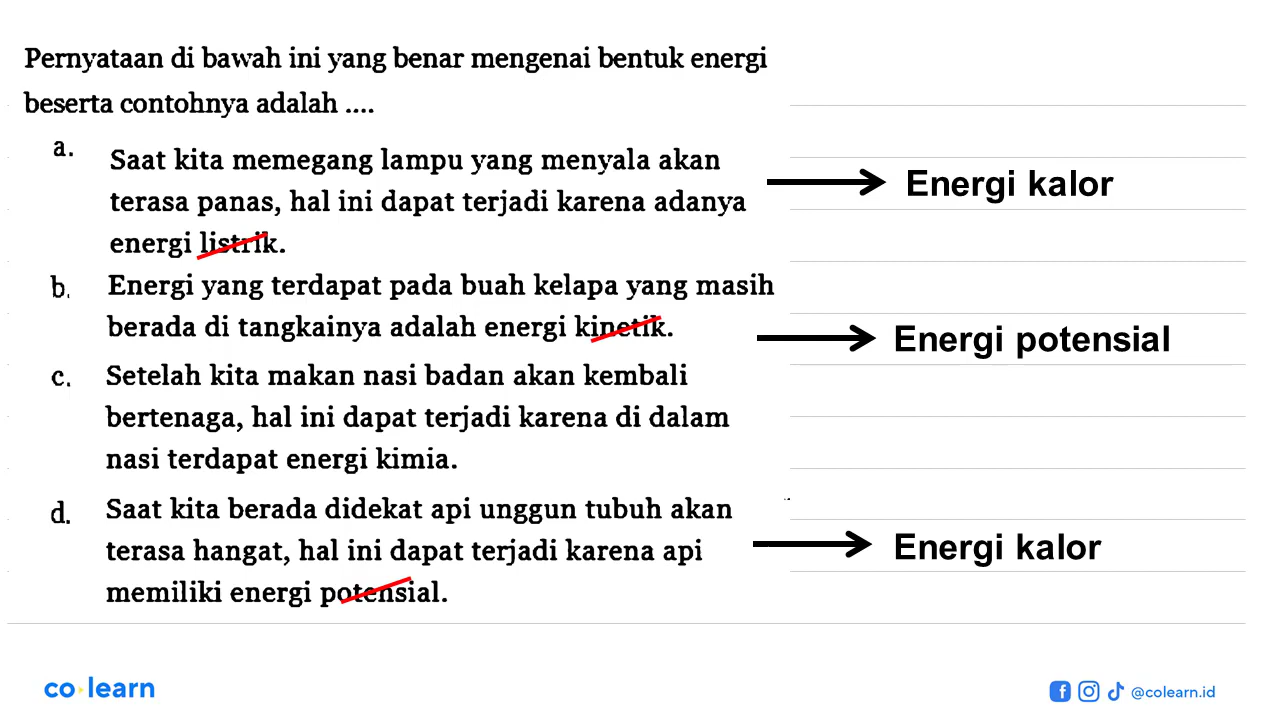 Pernyataan di bawah ini yang benar mengenai bentuk energi
beserta contohnya adalah ....
a. Saat kita memegang lampu yang menyala akan
terasa panas, hal ini dapat terjadi karena adanya
energi listrik.
Energi kalor
b. Energi yang terdapat pada buah kelapa yang masih
berada di tangkainya adalah energi kinetik.
Energi potensial
c. Setelah kita makan nasi badan akan kembali
bertenaga, hal ini dapat terjadi karena di dalam
nasi terdapat energi kimia.
d. Saat kita berada didekat api unggun tubuh akan
terasa hangat, hal ini dapat terjadi karena api
memiliki energi potensial.
Energi kalor
co learn
@colearn.id